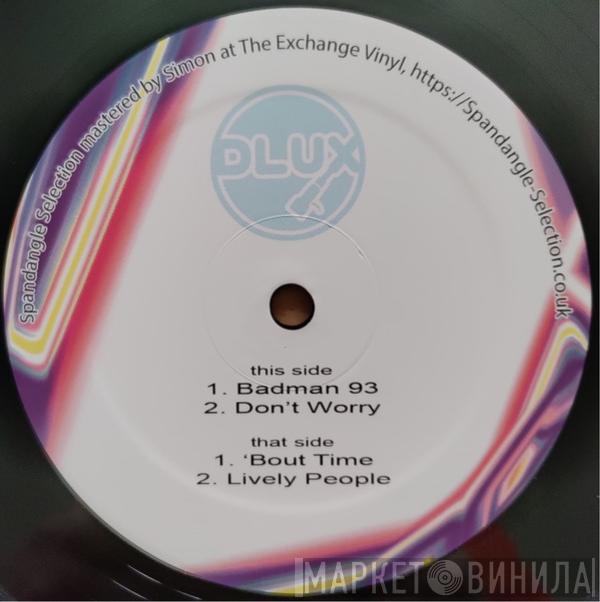 Spandangle Selection mastered by Simon at The Exchange Vinyl, https://Spandangle-Selection.co.uk
DLUX
this side
1. Badman 93
2. Don't Worry
that side
1. ‘Bout Time
2. Lively People
МАРКЕТ ВИНИЛА